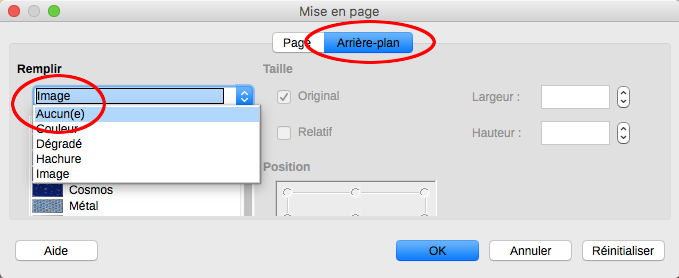 Mise en page
Page
Arrière-plan
Remplir
Image
Aucun(e)
Couleur
Dégradé
Hachure
Image
Cosmos
Métal
Taille
Original
Relatif
Largeur :
Hauteur :
Position
Aide
OK
Annuler
Réinitialiser